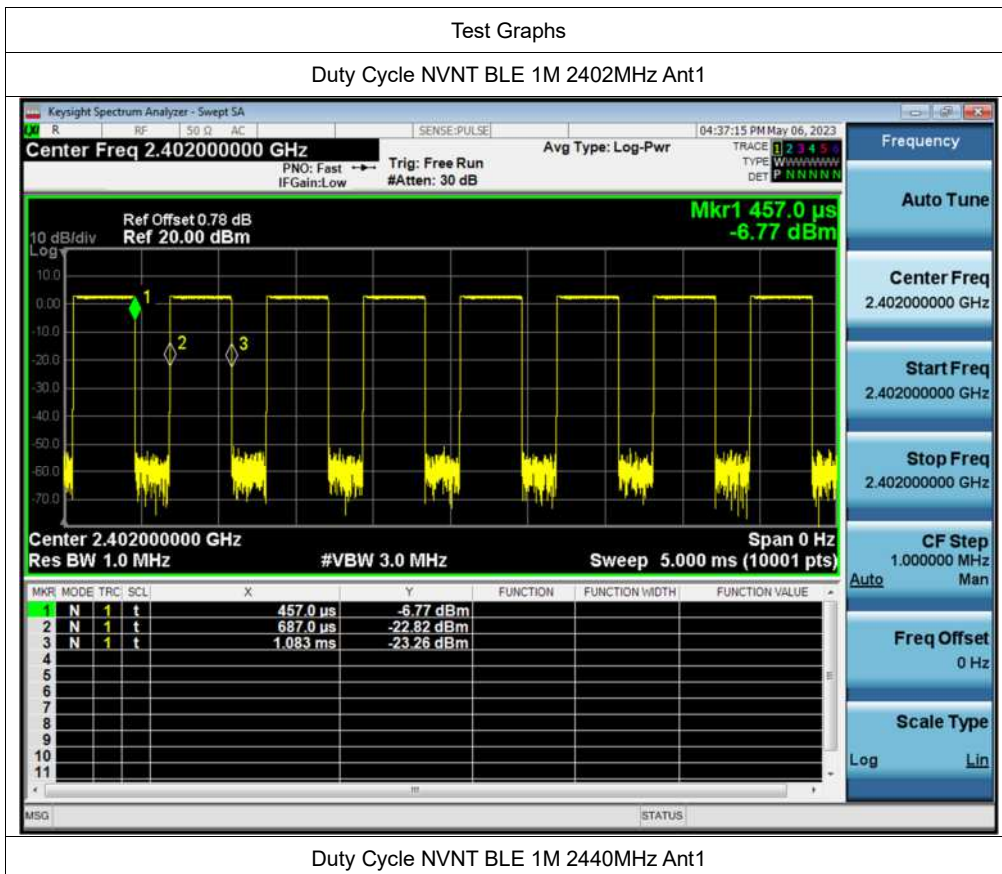 Test Graphs
Duty Cycle NVNT BLE 1M 2402MHz Ant1
Keysight Spectrum Analyzer - Swept SA
R RF 50 Ω AC SENSE:PULSE 04:37:15 PM May 06, 2023
Center Freq 2.402000000 GHz
PNO: Fast
IFGain:Low
Trig: Free Run
#Atten: 30 dB
Avg Type: Log-Pwr
TRACE 1 2 3 4 5 6
TYPE WWWWWW
DET P N N N N N
Frequency
Auto Tune
Center Freq
2.402000000 GHz
Start Freq
2.402000000 GHz
Stop Freq
2.402000000 GHz
CF Step
1.000000 MHz
Auto Man
Freq Offset
0 Hz
Scale Type
Log Lin
Mkr1 457.0 µs
-6.77 dBm
Ref Offset 0.78 dB
10 dB/div Ref 20.00 dBm
Log
10.0
0.00
-10.0
-20.0
-30.0
-40.0
-50.0
-60.0
-70.0
1
2
3
Center 2.402000000 GHz Span 0 Hz
Res BW 1.0 MHz #VBW 3.0 MHz Sweep 5.000 ms (10001 pts)
MKR MODE TRC SCL X Y FUNCTION FUNCTION WIDTH FUNCTION VALUE
1 N 1 t 457.0 µs -6.77 dBm
2 N 1 t 687.0 µs -22.82 dBm
3 N 1 t 1.083 ms -23.26 dBm
4
5
6
7
8
9
10
11
MSG STATUS
Duty Cycle NVNT BLE 1M 2440MHz Ant1